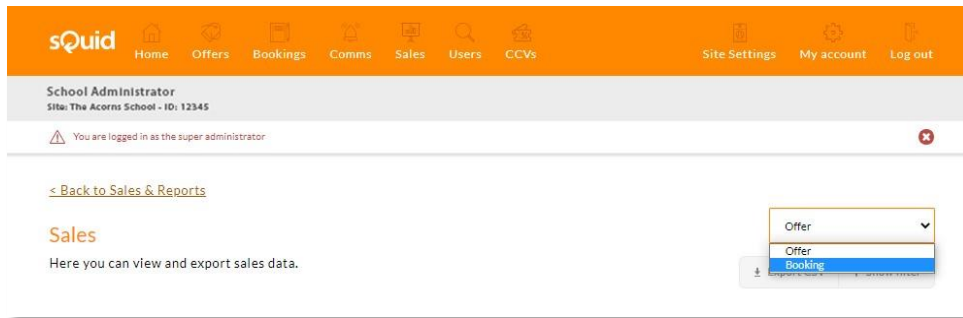 sQuid
Home Offers Bookings Comms Sales Users CCVs Site Settings My account Log out
School Administrator
Site: The Acorns School - ID: 12345
You are logged in as the super administrator
< Back to Sales & Reports
Offer
Sales
Offer
Here you can view and export sales data.
Booking